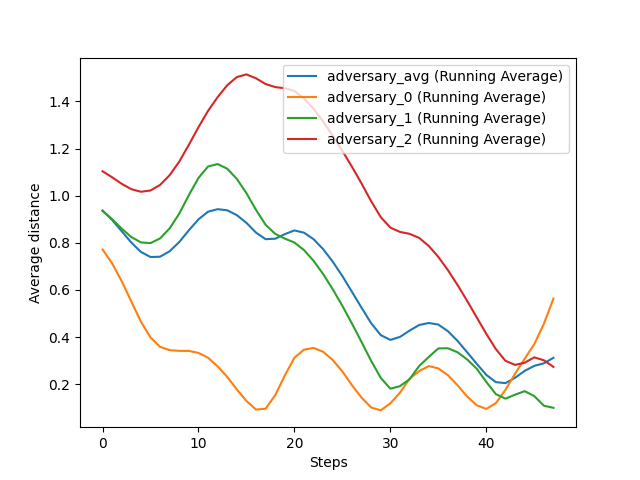 adversary_avg (Running Average)
adversary_0 (Running Average)
adversary_1 (Running Average)
adversary_2 (Running Average)
1.4
1.2
1.0
0.8
0.6
0.4
0.2
Average distance
0 10 20 30 40
Steps